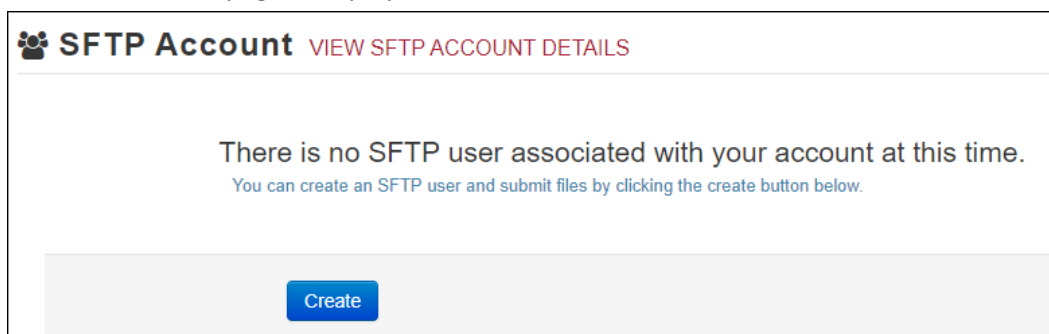 SFTP Account VIEW SFTP ACCOUNT DETAILS
There is no SFTP user associated with your account at this time.
You can create an SFTP user and submit files by clicking the create button below.
Create